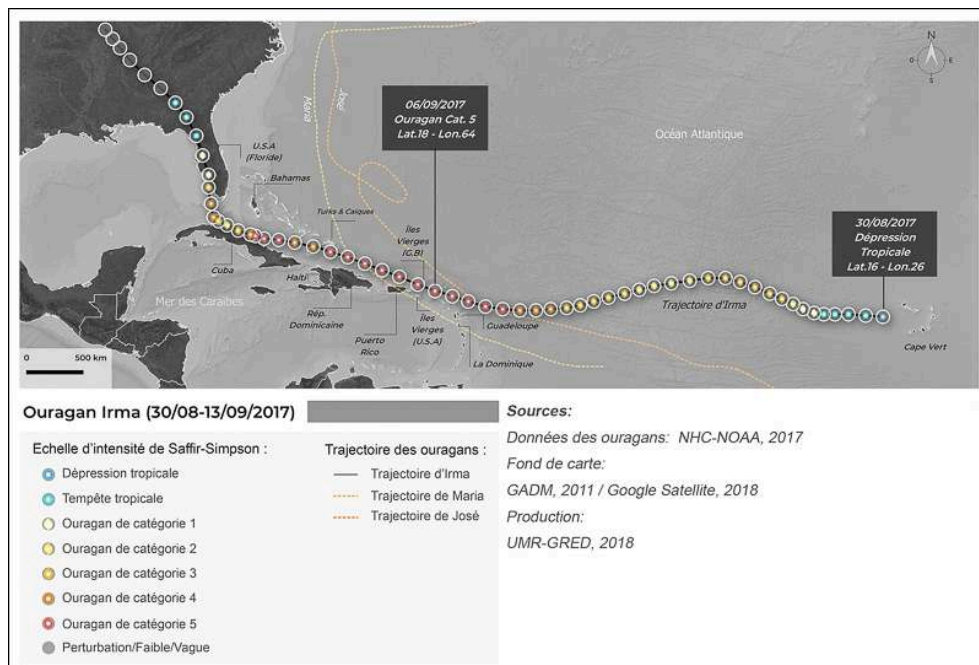 N
O
E
S
06/09/2017
Ouragan Cat. 5
Lat.18 - Lon.64
Océan Atlantique
Maria
José
U.S.A
(Floride)
Bahamas
Turks & Caïques
Îles
Vierges
(G.B)
30/08/2017
Dépression
Tropicale
Lat.16 - Lon.26
Cuba
Haïti
Mer des Caraïbes
Rép.
Dominicaine
Puerto
Rico
Îles
Vierges
(U.S.A)
Guadeloupe
La Dominique
Trajectoire d'Irma
Cape Vert
0 500 km
Ouragan Irma (30/08-13/09/2017)
Echelle d'intensité de Saffir-Simpson :
Dépression tropicale
Tempête tropicale
Ouragan de catégorie 1
Ouragan de catégorie 2
Ouragan de catégorie 3
Ouragan de catégorie 4
Ouragan de catégorie 5
Perturbation/Faible/Vague
Trajectoire des ouragans :
Trajectoire d'Irma
Trajectoire de Maria
Trajectoire de José
Sources:
Données des ouragans: NHC-NOAA, 2017
Fond de carte:
GADM, 2011 / Google Satellite, 2018
Production:
UMR-GRED, 2018